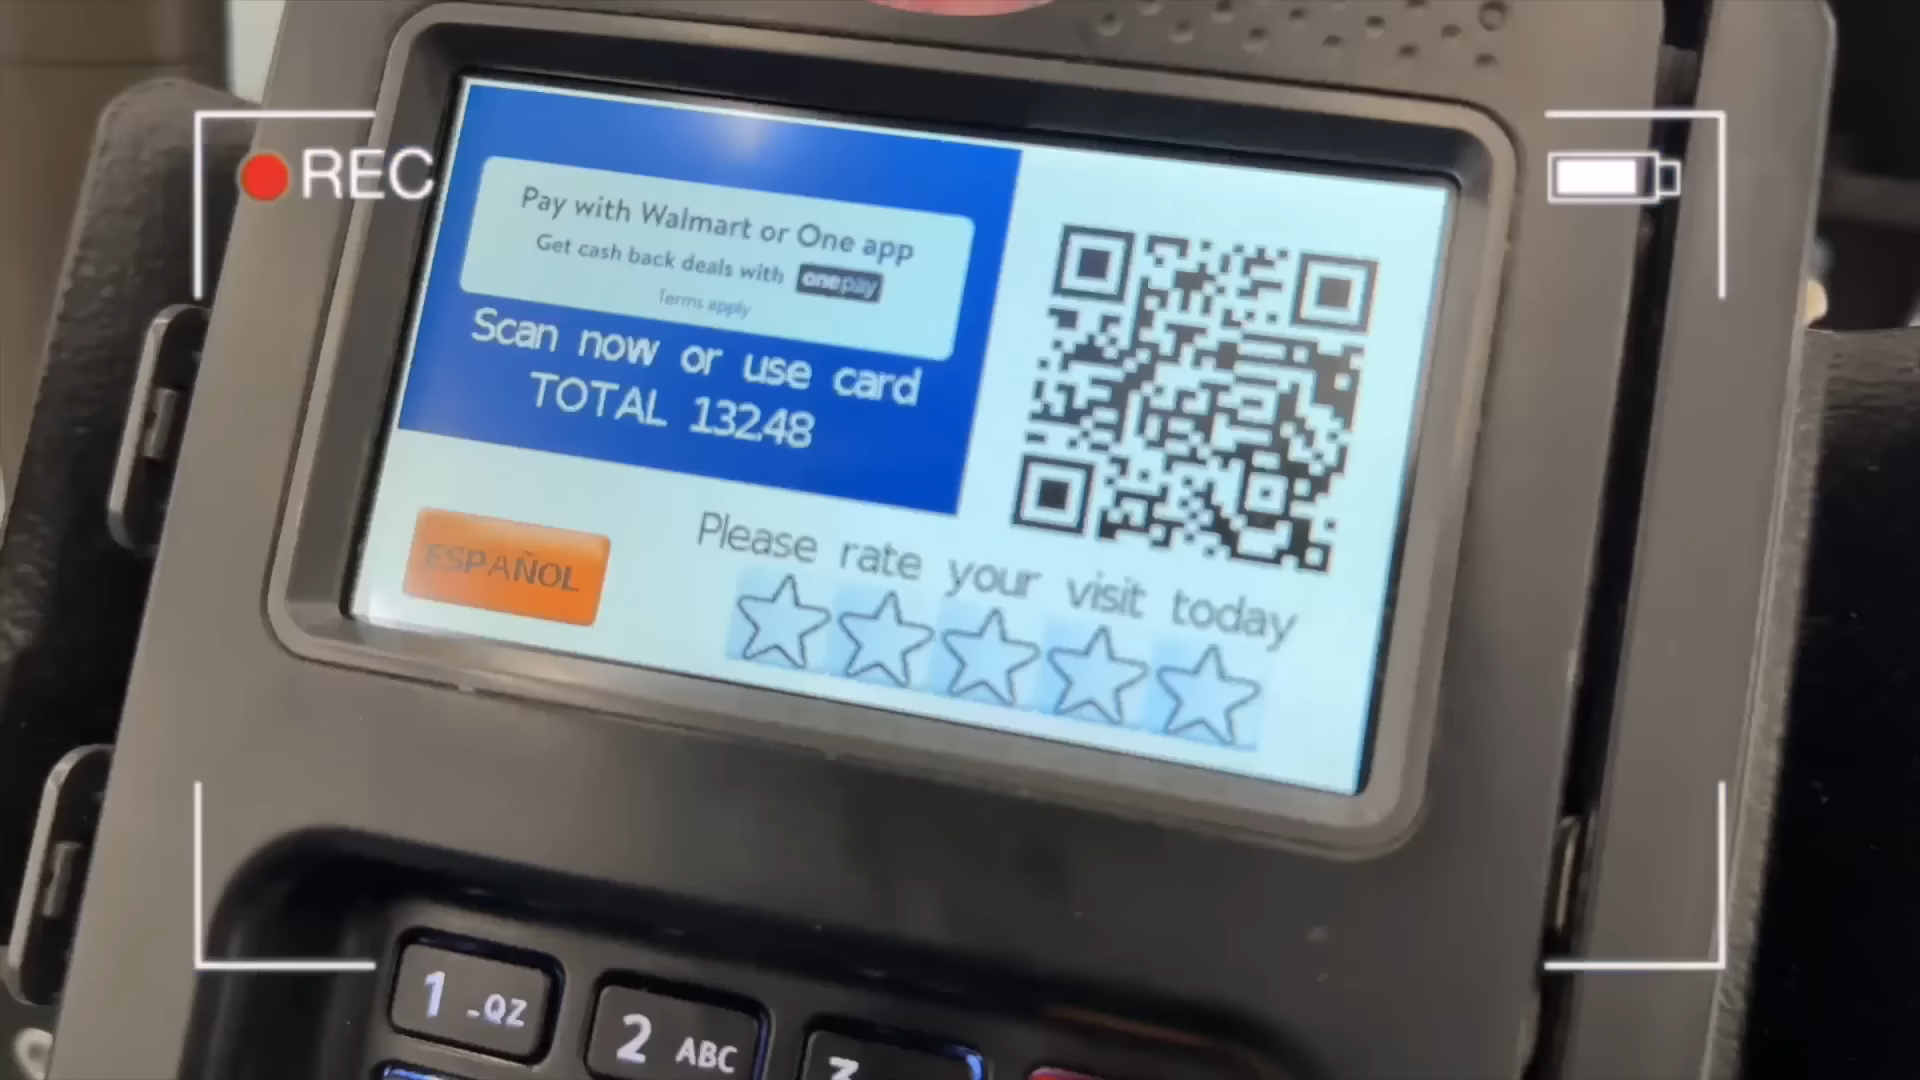 REC
Pay with Walmart or One app
Get cash back deals with onepay
Terms apply
Scan now or use card
TOTAL 132.48
ESPAÑOL
Please rate your visit today
1 -QZ
2 ABC
3